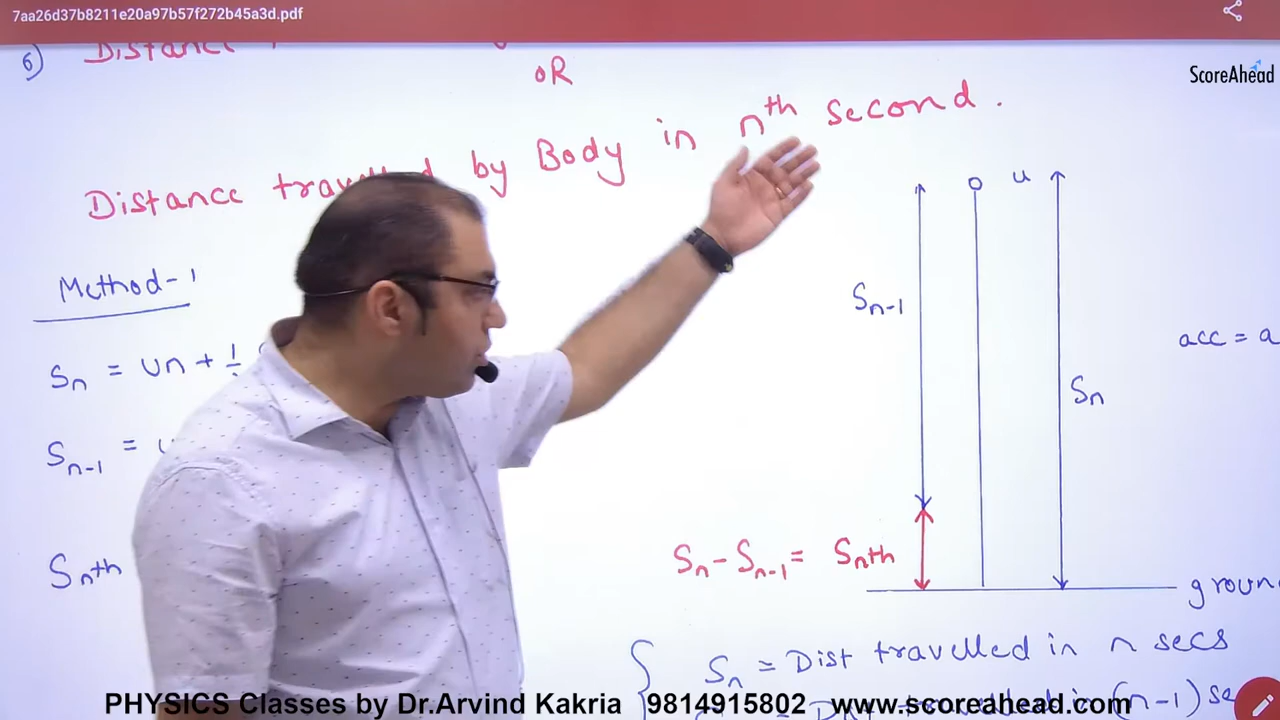 7aa26d37b8211e20a97b57f272b45a3d.pdf
ScoreAhead
6) Distance
OR
Distance travelled by Body in nth second.
Method-1
u
Sn-1
Sn = un + 1
acc = a
Sn
Sn-1 =
Sn - Sn-1 = Snth
Snth
Sn = Dist travelled in n secs
in (n-1) se
PHYSICS Classes by Dr.Arvind Kakria 9814915802 www.scoreahead.com